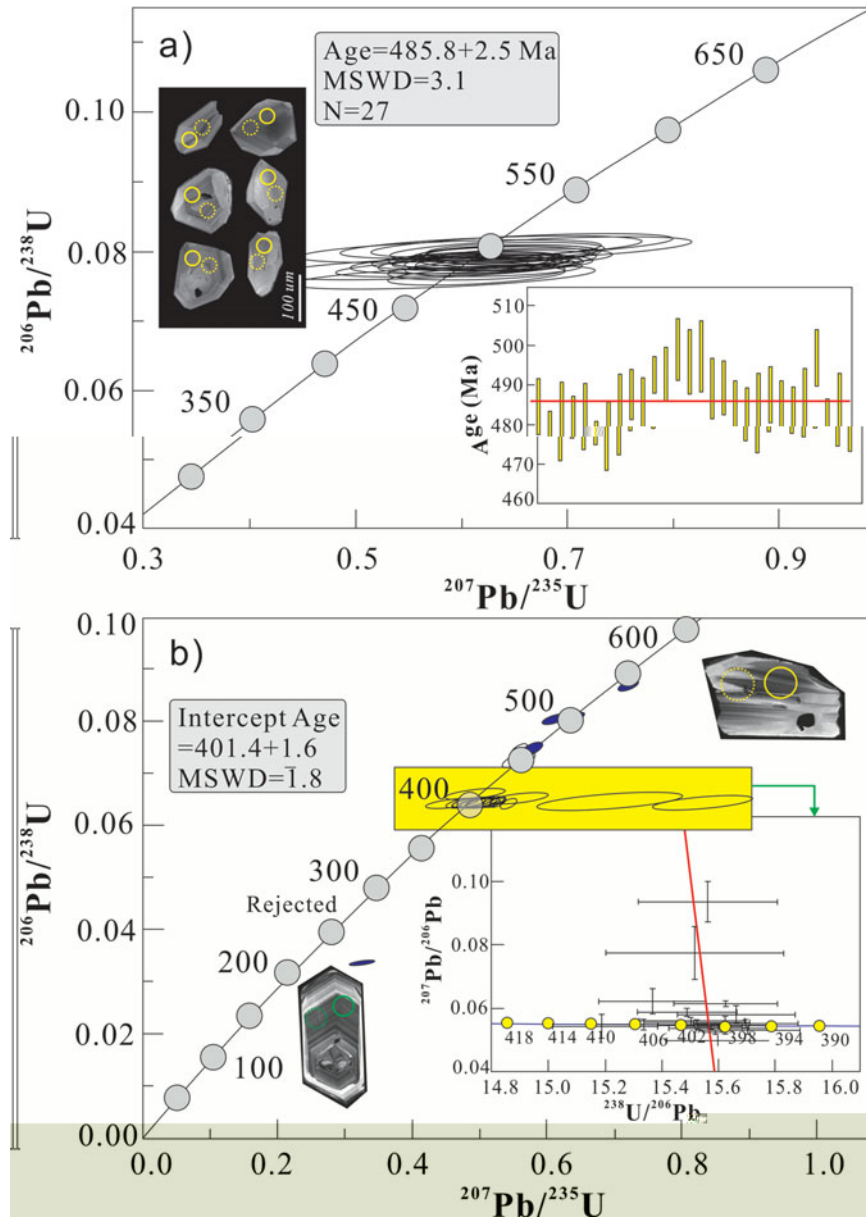 a)
Age=485.8+2.5 Ma
MSWD=3.1
N=27
650
550
450
350
100 um
0.10
0.08
0.06
0.04
²⁰⁶Pb/²³⁸U
Age (Ma)
510
500
490
480
470
460
0.3 0.5 0.7 0.9
²⁰⁷Pb/²³⁵U
b)
Intercept Age
=401.4+1.6
MSWD=1.8
600
500
400
300
Rejected
200
100
0.10
0.08
0.06
0.04
0.02
0.00
²⁰⁶Pb/²³⁸U
²⁰⁷Pb/²⁰⁶Pb
0.10
0.08
0.06
0.04
418 414 410 406 402 398 394 390
14.8 15.0 15.2 15.4 15.6 15.8 16.0
²³⁸U/²⁰⁶Pb
0.0 0.2 0.4 0.6 0.8 1.0
²⁰⁷Pb/²³⁵U